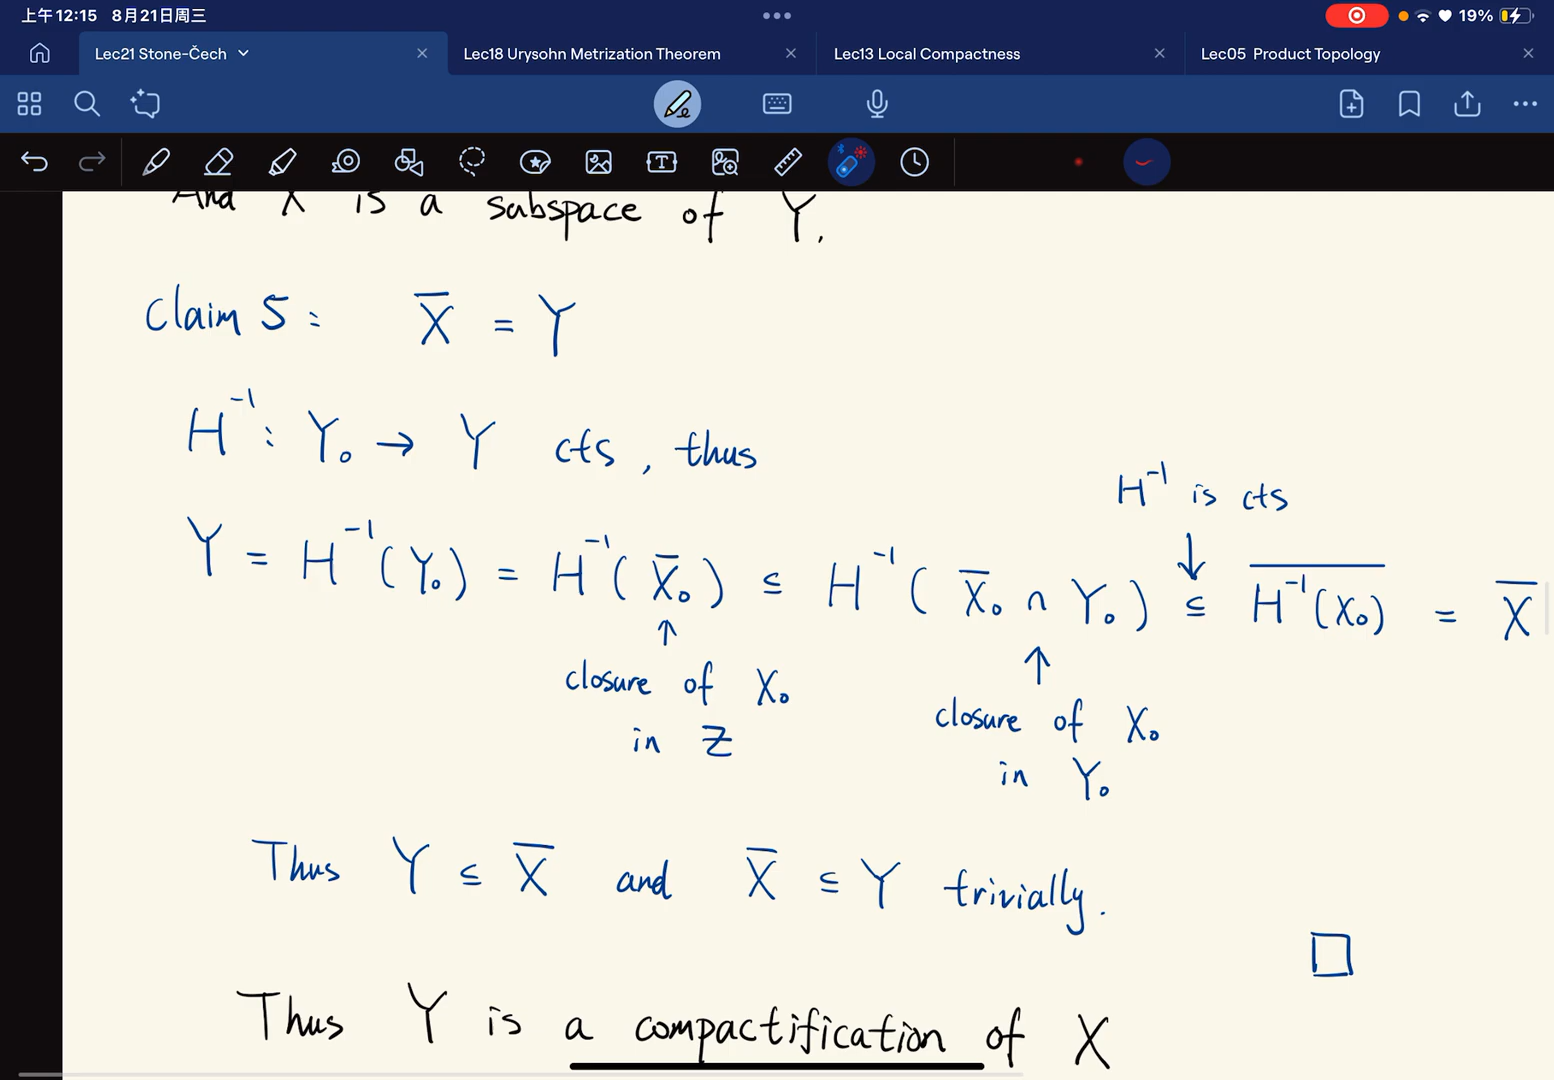 上午12:15 8月21日周三
19%
Lec21 Stone-Čech
Lec18 Urysohn Metrization Theorem
Lec13 Local Compactness
Lec05 Product Topology
And X is a subspace of Y.
Claim 5: X̅ = Y
H⁻¹: Y₀ → Y cts, thus
H⁻¹ is cts
↓
Y = H⁻¹(Y₀) = H⁻¹(X̅₀) ⊆ H⁻¹(X̅₀ ∩ Y₀) ⊆ \overline{H⁻¹(X₀)} = X̅
↑ ↑
closure of X₀ in Z
closure of X₀ in Y₀
Thus Y ⊆ X̅ and X̅ ⊆ Y trivially.
□
Thus Y is a compactification of X